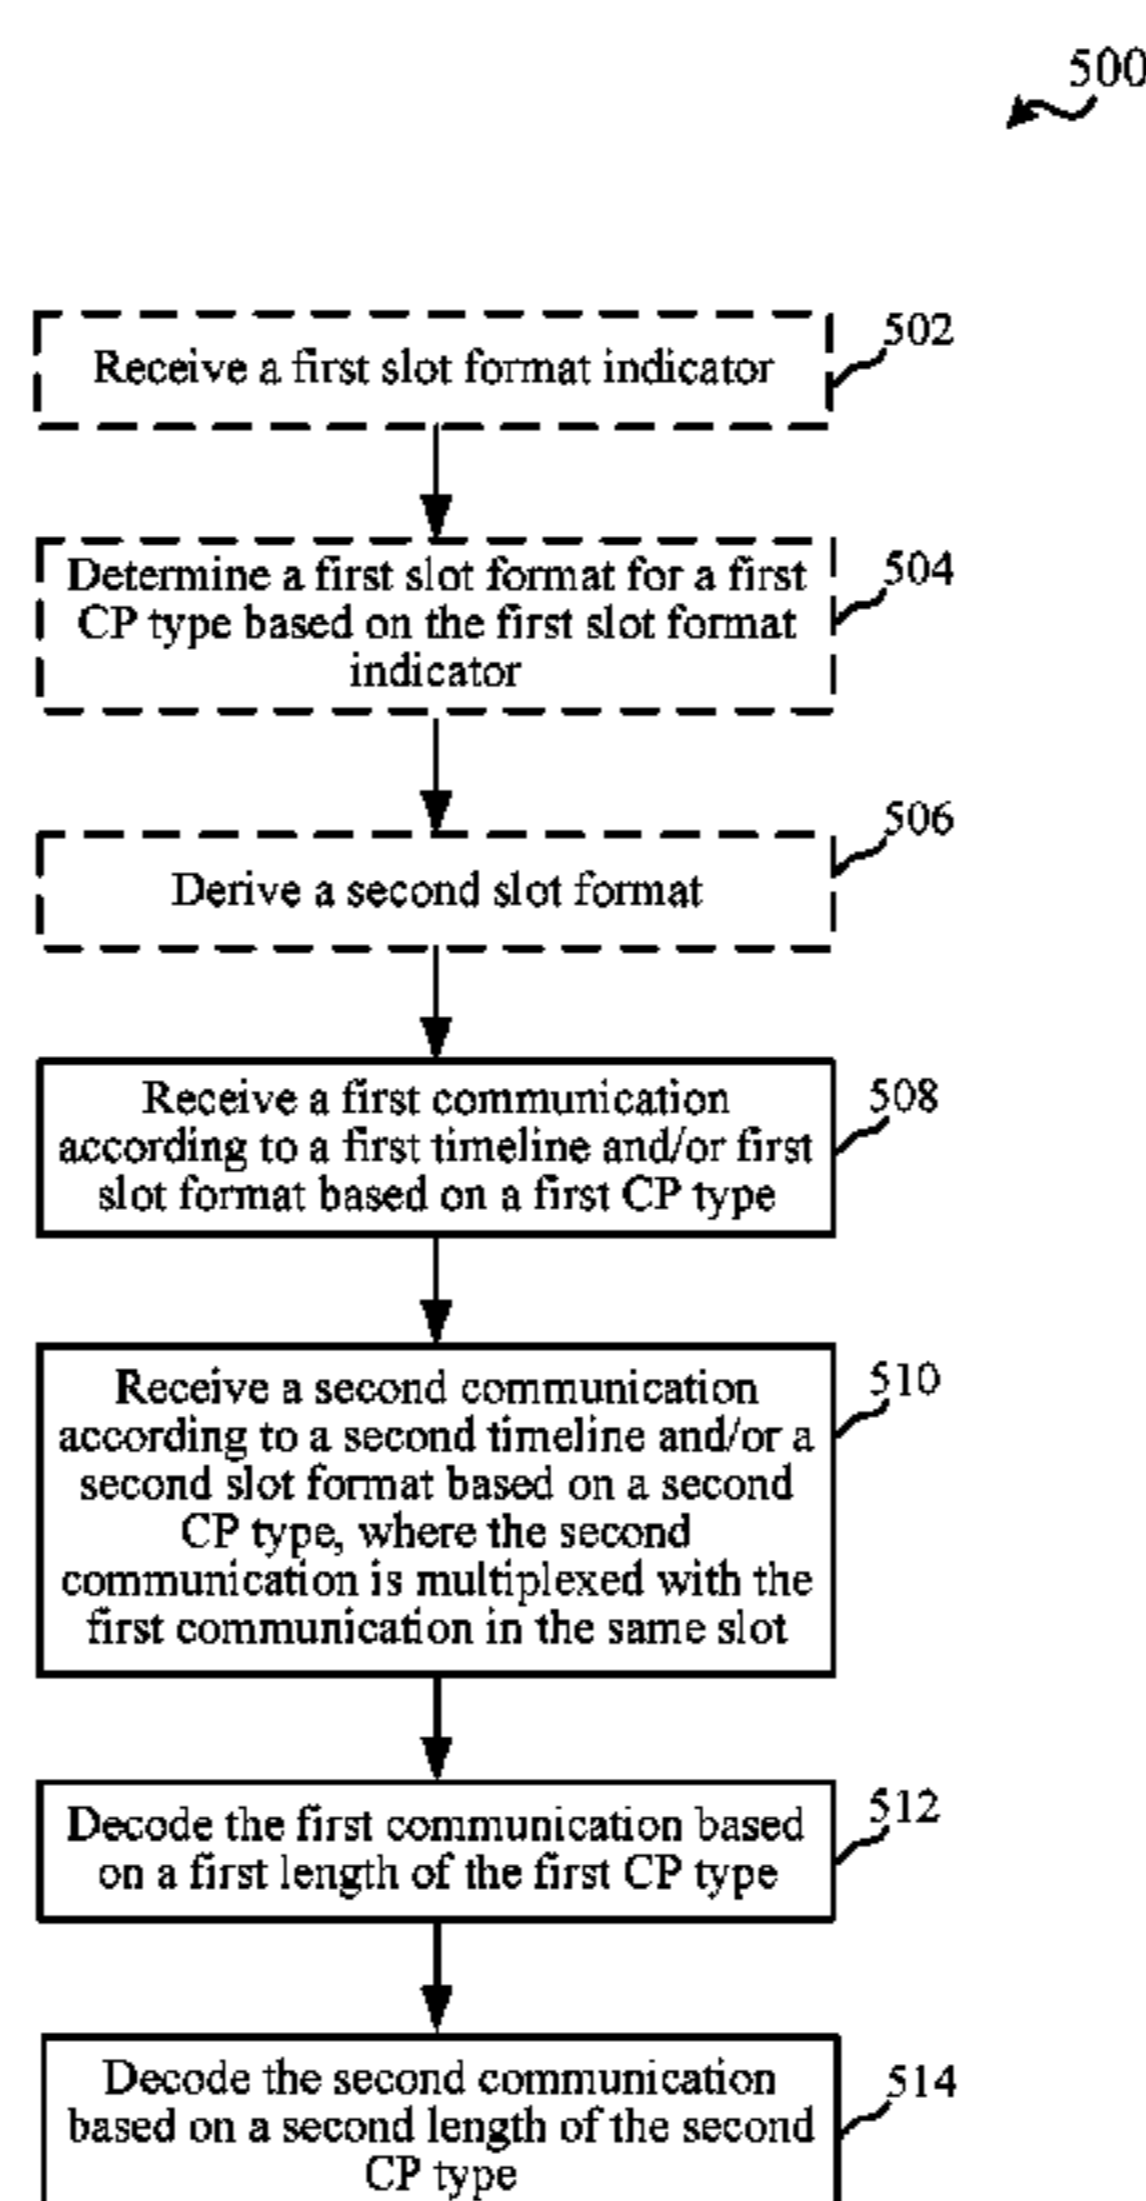 500
502
Receive a first slot format indicator
504
Determine a first slot format for a first
CP type based on the first slot format
indicator
506
Derive a second slot format
508
Receive a first communication
according to a first timeline and/or first
slot format based on a first CP type
510
Receive a second communication
according to a second timeline and/or a
second slot format based on a second
CP type, where the second
communication is multiplexed with the
first communication in the same slot
512
Decode the first communication based
on a first length of the first CP type
514
Decode the second communication
based on a second length of the second
CP type